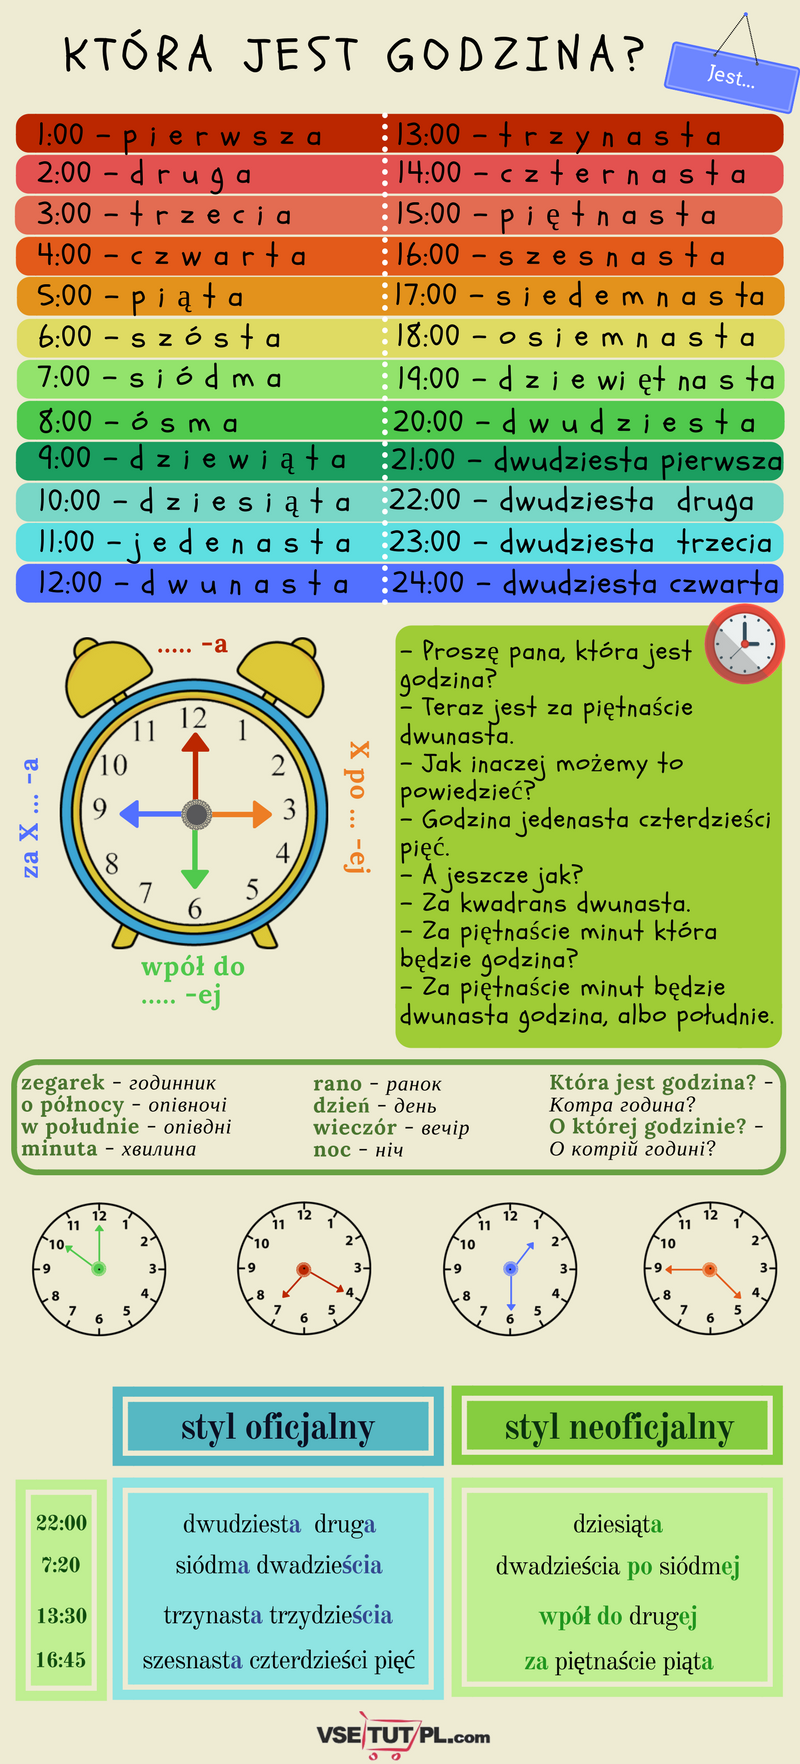 KTÓRA JEST GODZINA?
Jest...
1:00 – pierwsza
13:00 – trzynasta
2:00 – druga
14:00 – czternasta
3:00 – trzecia
15:00 – piętnasta
4:00 – czwarta
16:00 – szesnasta
5:00 – piąta
17:00 – siedemnasta
6:00 – szósta
18:00 – osiemnasta
7:00 – siódma
19:00 – dziewiętnasta
8:00 – ósma
20:00 – dwudziesta
9:00 – dziewiąta
21:00 – dwudziesta pierwsza
10:00 – dziesiąta
22:00 – dwudziesta druga
11:00 – jedenasta
23:00 – dwudziesta trzecia
12:00 – dwunasta
24:00 – dwudziesta czwarta
..... -a
X po ... -ej
wpół do
..... -ej
za X ... -a
12
1
2
3
4
5
6
7
8
9
10
11
– Proszę pana, która jest
godzina?
– Teraz jest za piętnaście
dwunasta.
– Jak inaczej możemy to
powiedzieć?
– Godzina jedenasta czterdzieści
pięć.
– A jeszcze jak?
– Za kwadrans dwunasta.
– Za piętnaście minut która
będzie godzina?
– Za piętnaście minut będzie
dwunasta godzina, albo południe.
zegarek – годинник
o północy – опівночі
w południe – опівдні
minuta – хвилина
rano – ранок
dzień – день
wieczór – вечір
noc – ніч
Która jest godzina? –
Котра година?
O której godzinie? –
О котрій годині?
12
1
2
3
4
5
6
7
8
9
10
11
12
1
2
3
4
5
6
7
8
9
10
11
12
1
2
3
4
5
6
7
8
9
10
11
12
1
2
3
4
5
6
7
8
9
10
11
styl oficjalny
styl neoficjalny
22:00
dwudziesta druga
dziesiąta
7:20
siódma dwadzieścia
dwadzieścia po siódmej
13:30
trzynasta trzydzieścia
wpół do drugej
16:45
szesnasta czterdzieści pięć
za piętnaście piąta
VSETUTPL.com